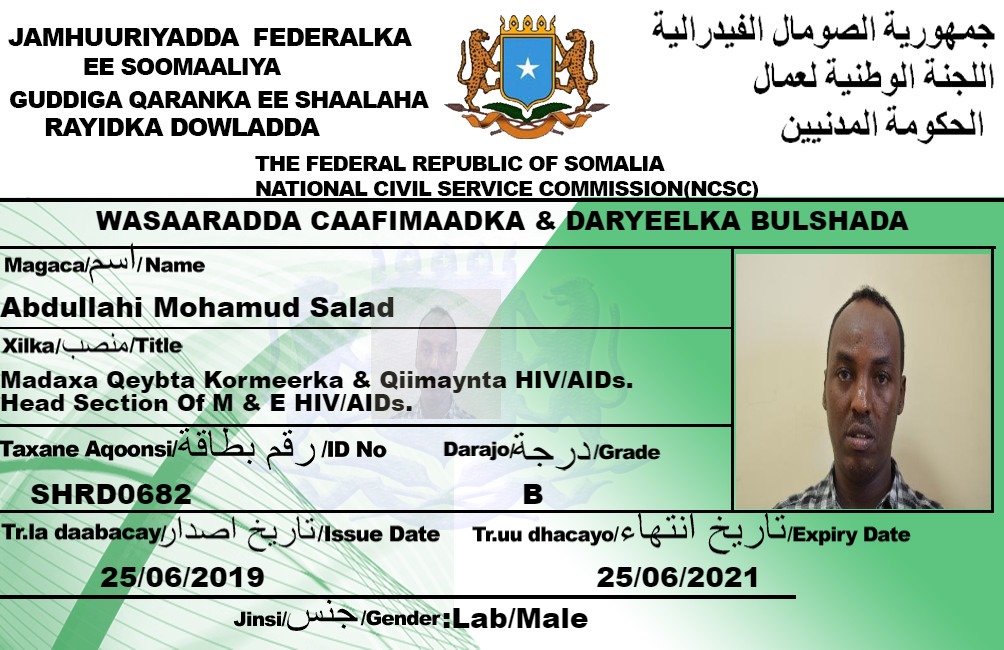 JAMHUURIYADDA FEDERALKA
EE SOOMAALIYA
GUDDIGA QARANKA EE SHAALAHA
RAYIDKA DOWLADDA
جمهورية الصومال الفيدرالية
اللجنة الوطنية لعمال
الحكومة المدنيين
THE FEDERAL REPUBLIC OF SOMALIA
NATIONAL CIVIL SERVICE COMMISSION(NCSC)
WASAARADDA CAAFIMAADKA & DARYEELKA BULSHADA
Magaca/اسم/Name
Abdullahi Mohamud Salad
Xilka/منصب/Title
Madaxa Qeybta Kormeerka & Qiimaynta HIV/AIDs.
Head Section Of M & E HIV/AIDs.
Taxane Aqoonsi/رقم بطاقة/ID No
SHRD0682
Darajo/درجة/Grade
B
Tr.la daabacay/تاريخ اصدار/Issue Date
25/06/2019
Tr.uu dhacayo/تاريخ انتهاء/Expiry Date
25/06/2021
Jinsi/جنس/Gender:Lab/Male